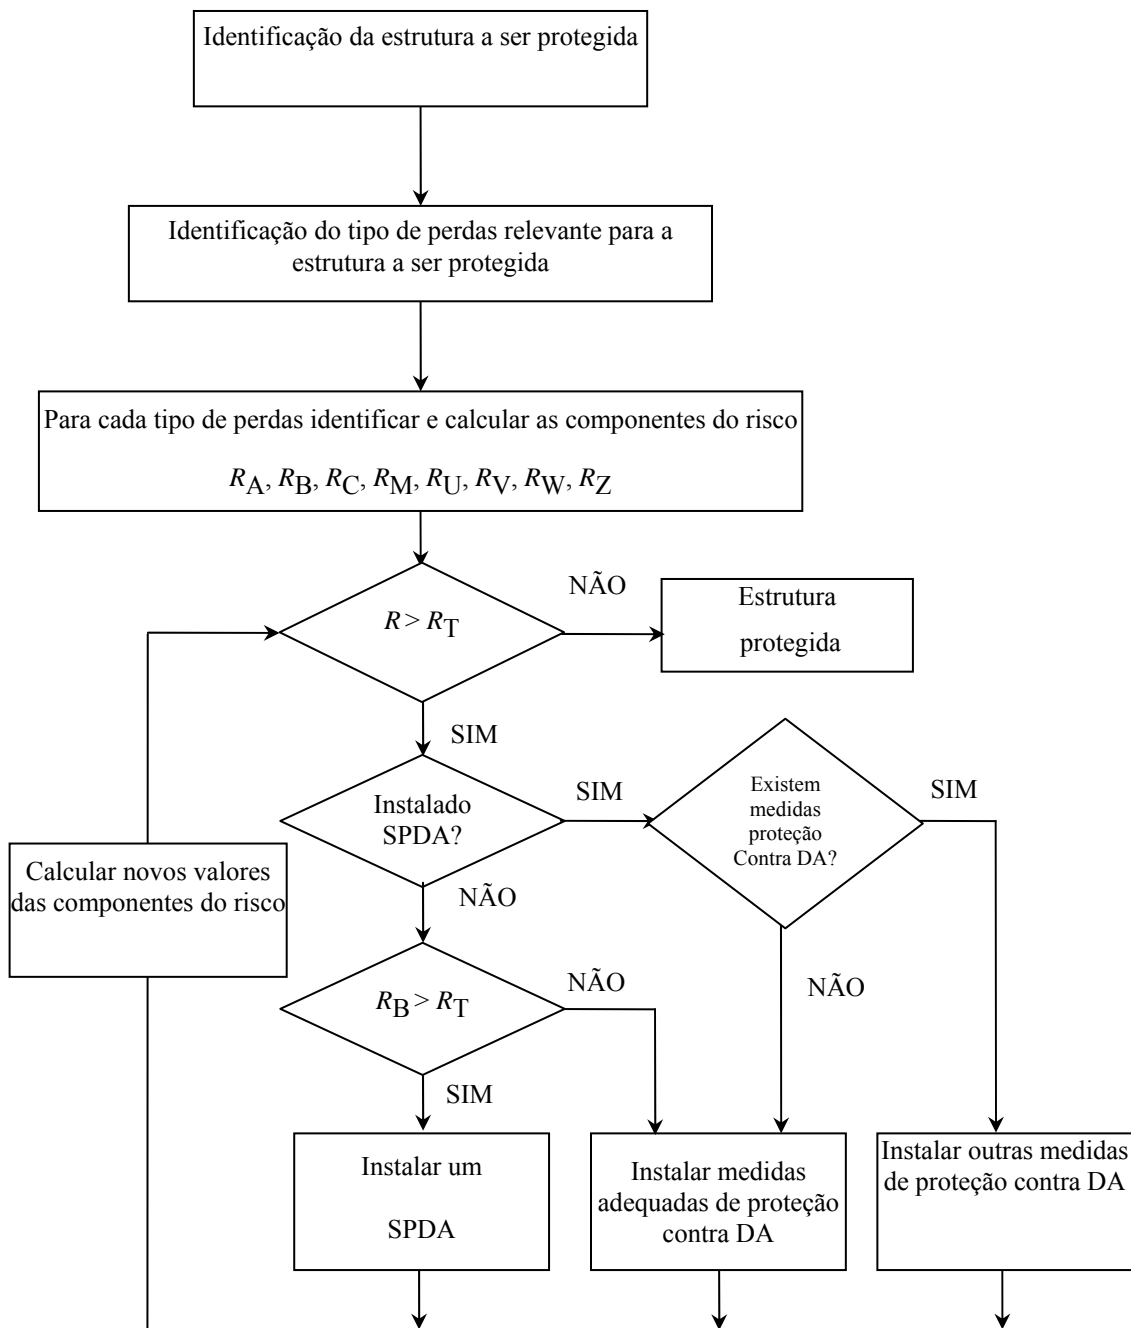 Identificação da estrutura a ser protegida
Identificação do tipo de perdas relevante para a
estrutura a ser protegida
Para cada tipo de perdas identificar e calcular as componentes do risco
RA, RB, RC, RM, RU, RV, RW, RZ
R > RT
NÃO
Estrutura
protegida
SIM
Instalado
SPDA?
SIM
Existem
medidas
proteção
Contra DA?
SIM
Calcular novos valores
das componentes do risco
NÃO
RB > RT
NÃO
NÃO
SIM
Instalar um
SPDA
Instalar medidas
adequadas de proteção
contra DA
Instalar outras medidas
de proteção contra DA